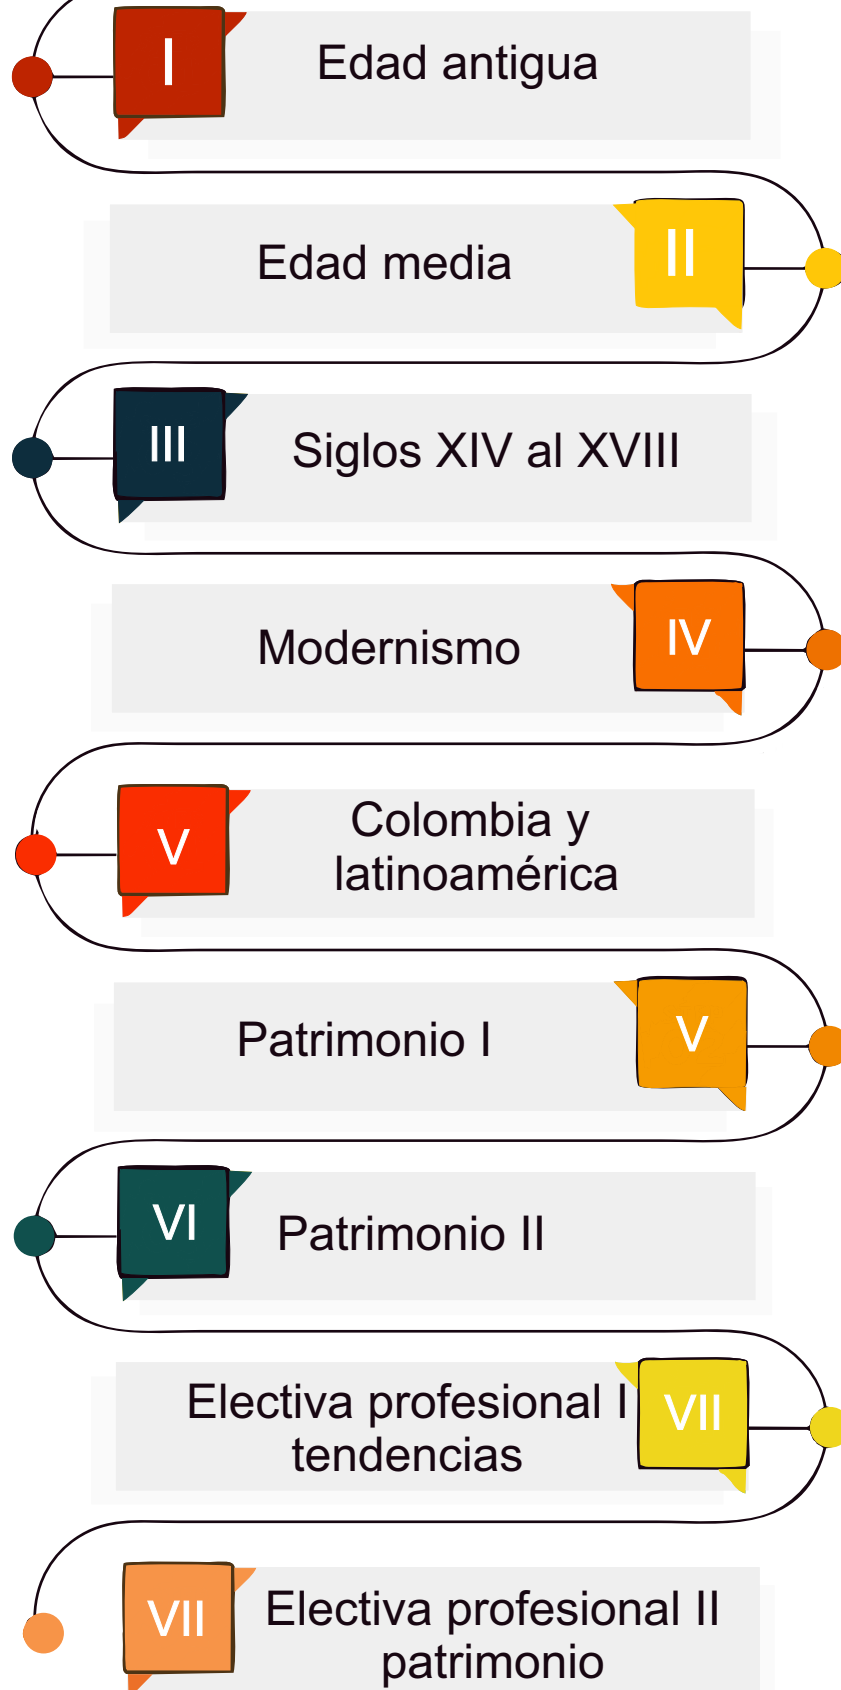 I
Edad antigua
Edad media
II
III
Siglos XIV al XVIII
Modernismo
IV
V
Colombia y
latinoamérica
Patrimonio I
V
VI
Patrimonio II
Electiva profesional I
tendencias
VII
VII
Electiva profesional II
patrimonio